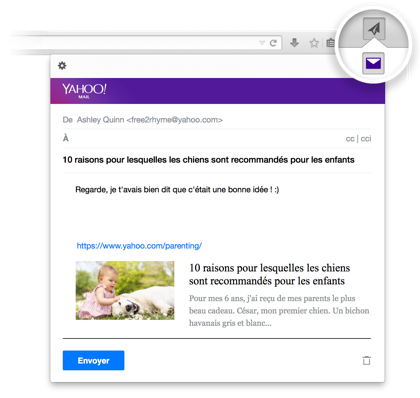 YAHOO!
MAIL
De Ashley Quinn <free2rhyme@yahoo.com>
À cc | cci
10 raisons pour lesquelles les chiens sont recommandés pour les enfants
Regarde, je t'avais bien dit que c'était une bonne idée ! :)
https://www.yahoo.com/parenting/
10 raisons pour lesquelles les chiens
sont recommandés pour les enfants
Pour mes 6 ans, j'ai reçu de mes parents le plus
beau cadeau. César, mon premier chien. Un bichon
havanais gris et blanc...
Envoyer